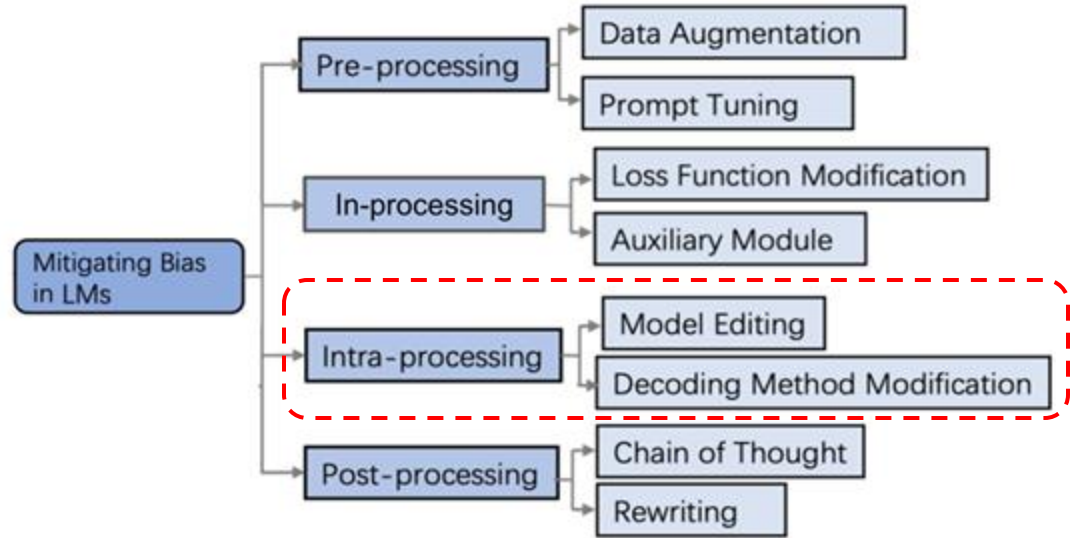 Data Augmentation
Pre-processing
Prompt Tuning
Loss Function Modification
In-processing
Auxiliary Module
Mitigating Bias
in LMs
Model Editing
Intra-processing
Decoding Method Modification
Chain of Thought
Post-processing
Rewriting